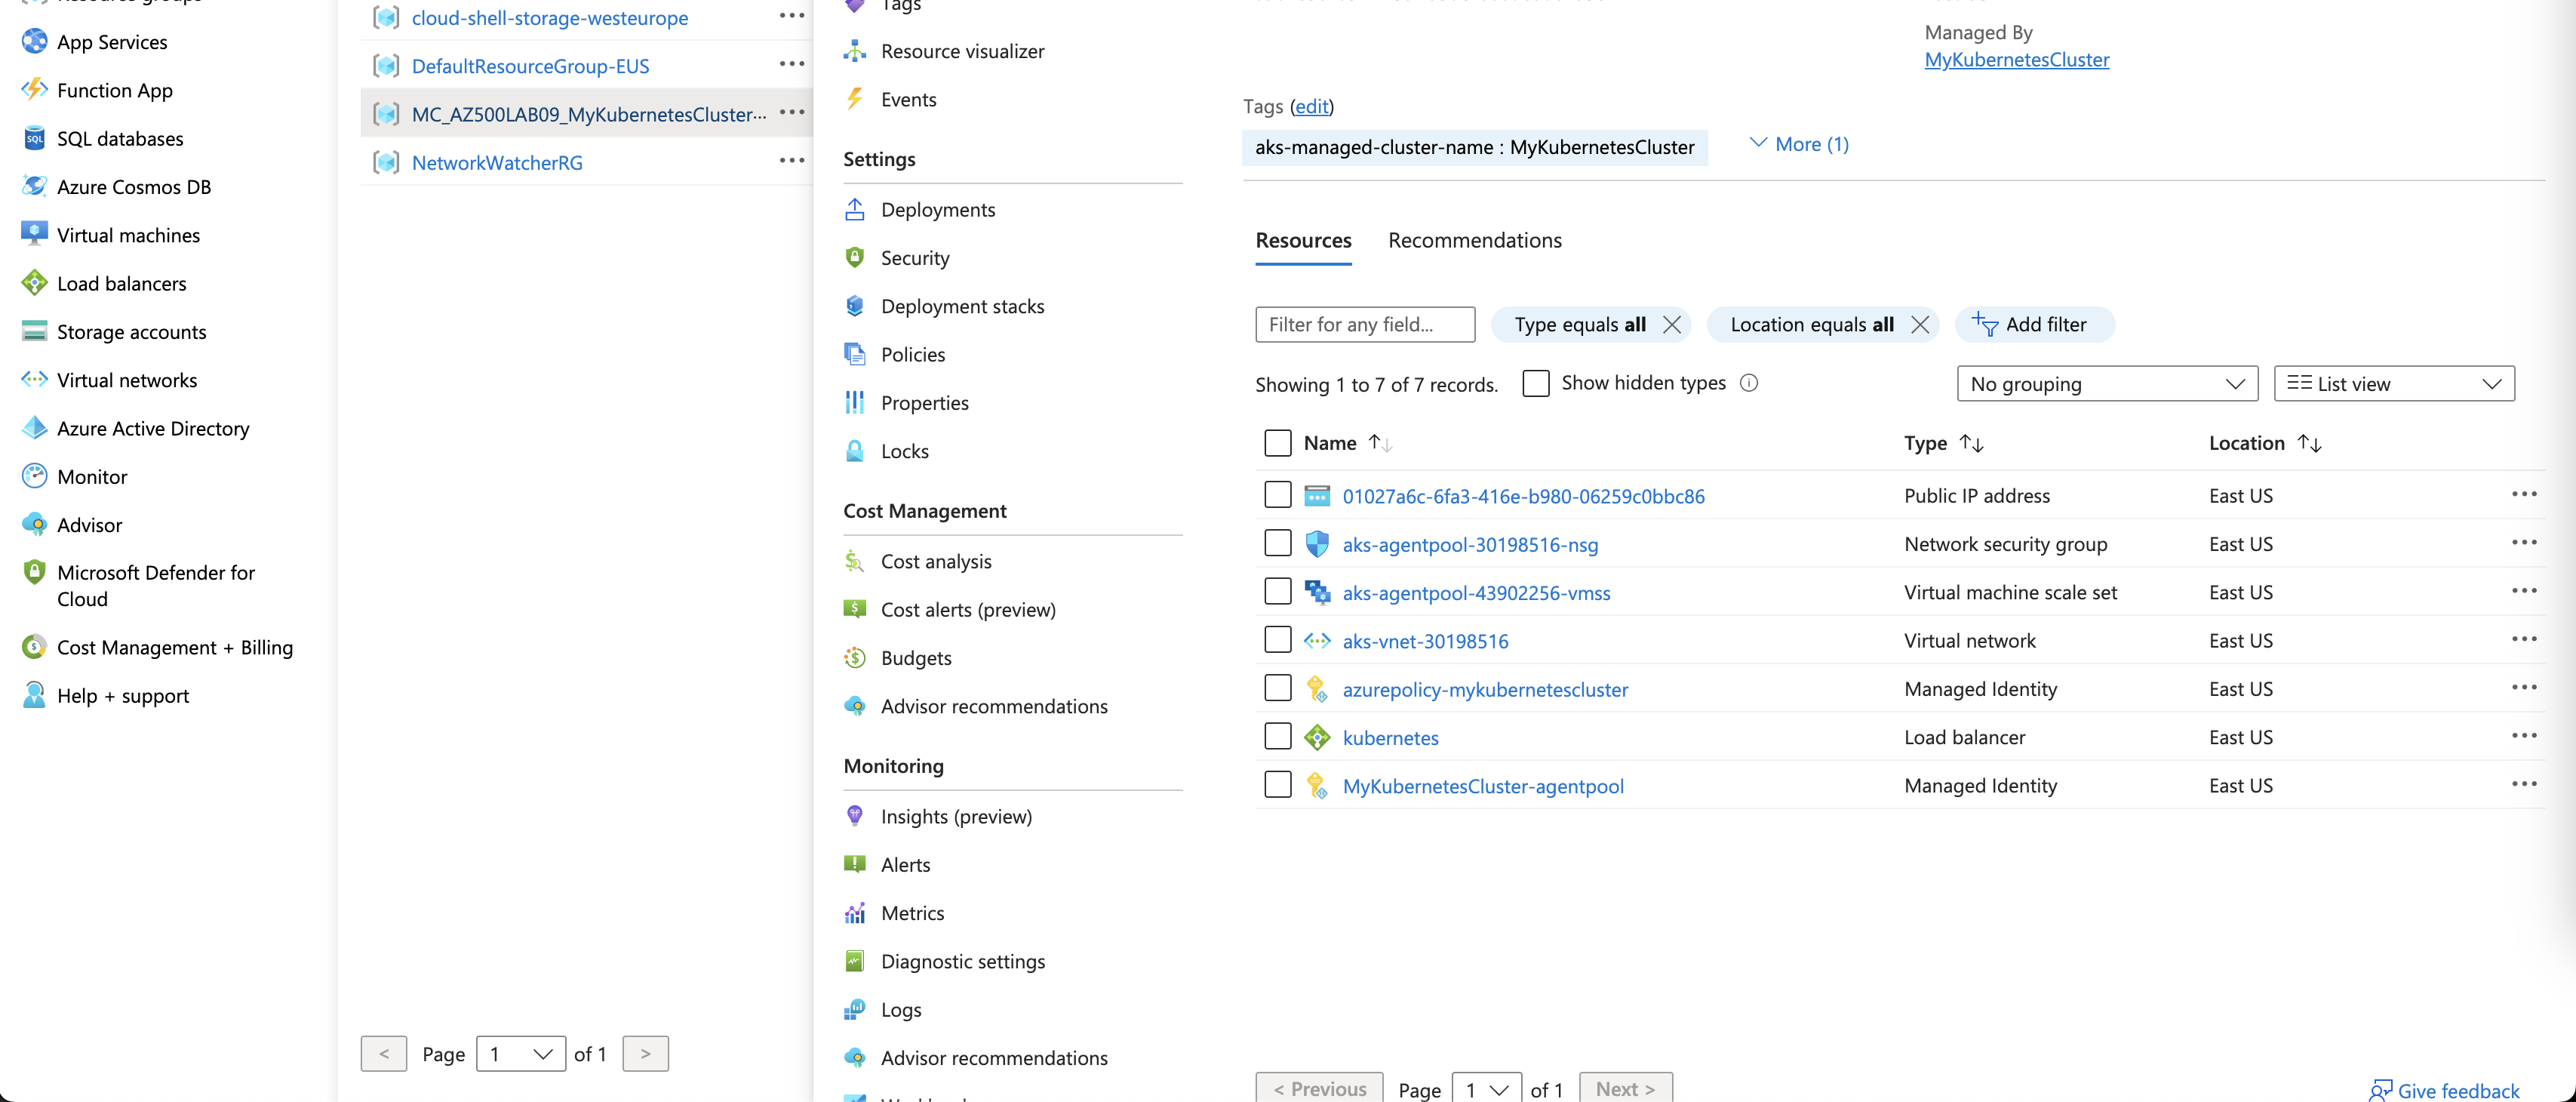 App Services
Function App
SQL databases
Azure Cosmos DB
Virtual machines
Load balancers
Storage accounts
Virtual networks
Azure Active Directory
Monitor
Advisor
Microsoft Defender for
Cloud
Cost Management + Billing
Help + support
cloud-shell-storage-westeurope
DefaultResourceGroup-EUS
MC_AZ500LAB09_MyKubernetesCluster...
NetworkWatcherRG
< Page 1 of 1 >
Tags
Resource visualizer
Events
Settings
Deployments
Security
Deployment stacks
Policies
Properties
Locks
Cost Management
Cost analysis
Cost alerts (preview)
Budgets
Advisor recommendations
Monitoring
Insights (preview)
Alerts
Metrics
Diagnostic settings
Logs
Advisor recommendations
Managed By
MyKubernetesCluster
Tags (edit)
aks-managed-cluster-name : MyKubernetesCluster More (1)
Resources Recommendations
Filter for any field... Type equals all Location equals all Add filter
Showing 1 to 7 of 7 records. Show hidden types No grouping List view
Name Type Location
01027a6c-6fa3-416e-b980-06259c0bbc86 Public IP address East US
aks-agentpool-30198516-nsg Network security group East US
aks-agentpool-43902256-vmss Virtual machine scale set East US
aks-vnet-30198516 Virtual network East US
azurepolicy-mykubernetescluster Managed Identity East US
kubernetes Load balancer East US
MyKubernetesCluster-agentpool Managed Identity East US
< Previous Page 1 of 1 Next >
Give feedback